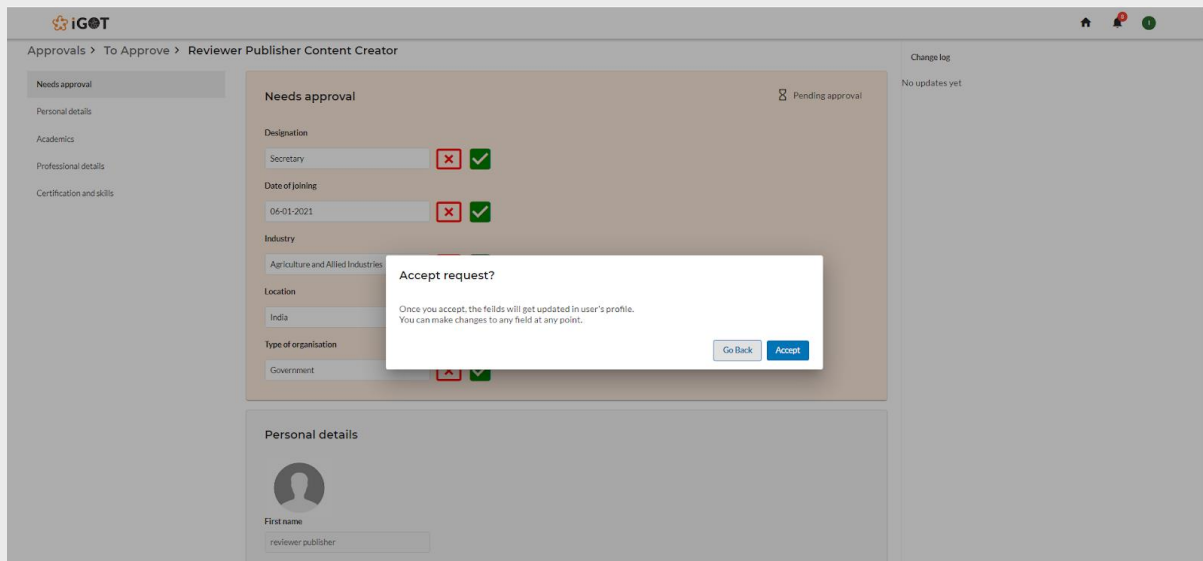 iGOT
3
I
Approvals > To Approve > Reviewer Publisher Content Creator
Needs approval
Personal details
Academics
Professional details
Certification and skills
Needs approval
Pending approval
Designation
Secretary
Date of joining
06-01-2021
Industry
Agriculture and Allied Industries
Location
India
Type of organisation
Government
Accept request?
Once you accept, the feilds will get updated in user's profile.
You can make changes to any field at any point.
Go Back
Accept
Personal details
First name
reviewer publisher
Change log
No updates yet